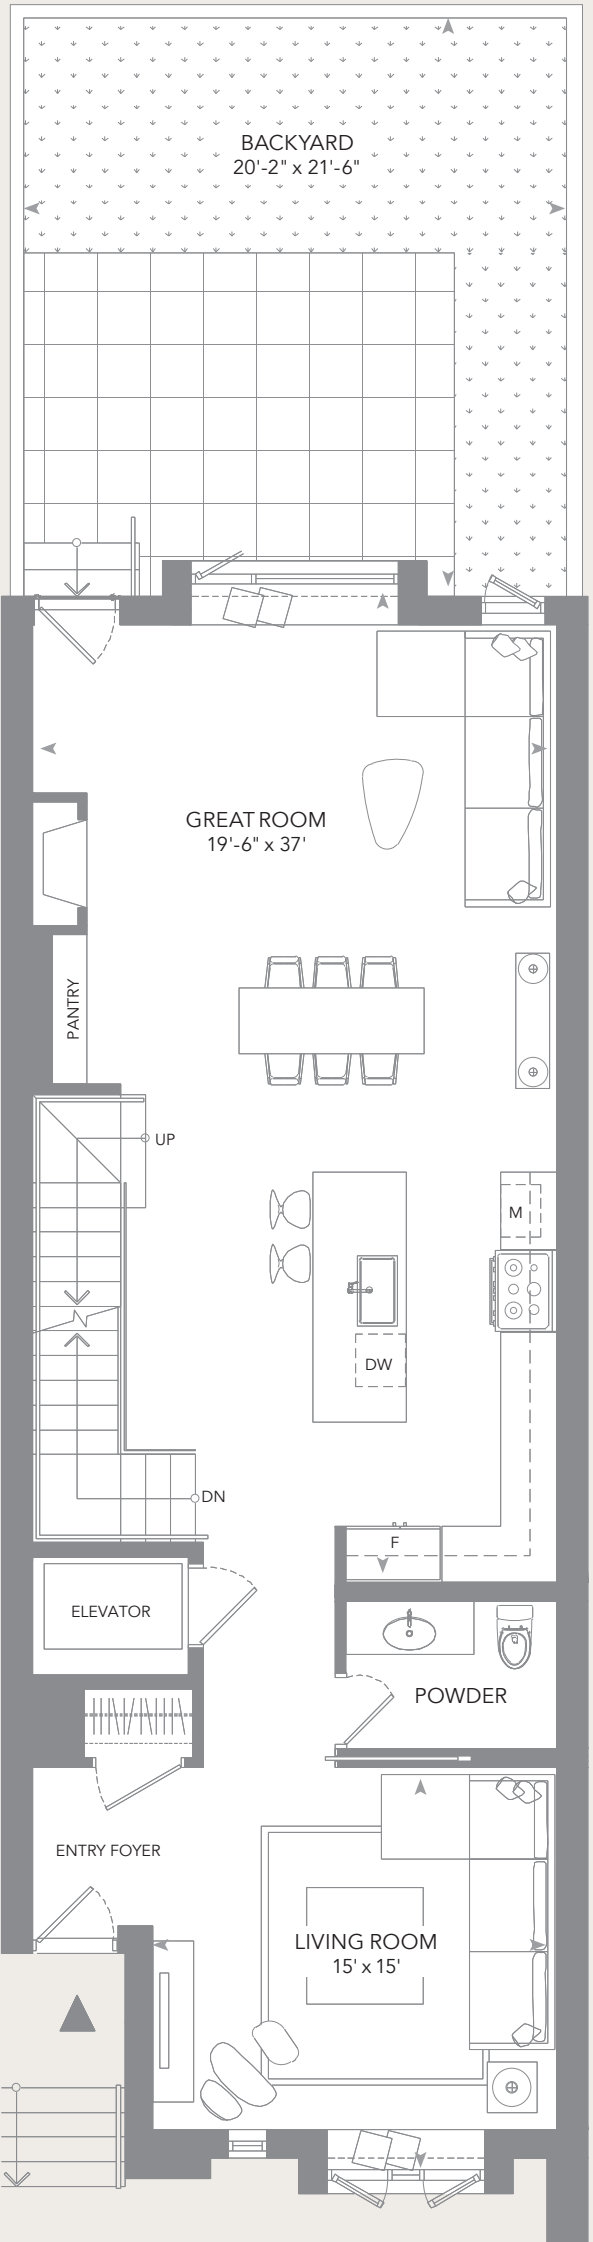 BACKYARD
20'-2" x 21'-6"
GREAT ROOM
19'-6" x 37'
PANTRY
UP
M
DW
DN
F
ELEVATOR
POWDER
ENTRY FOYER
LIVING ROOM
15' x 15'